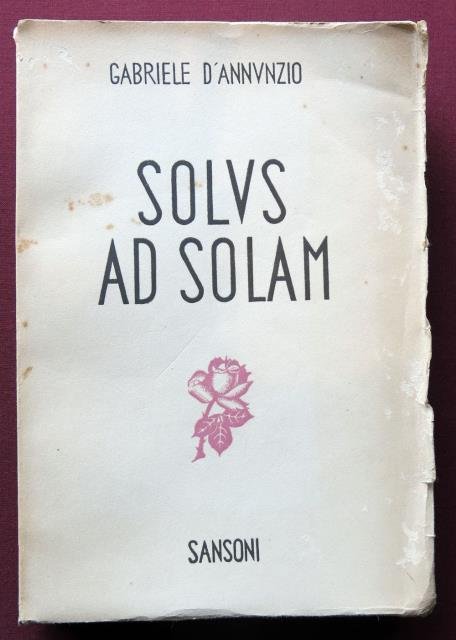 GABRIELE D'ANNVNZIO
SOLVS
AD SOLAM
SANSONI